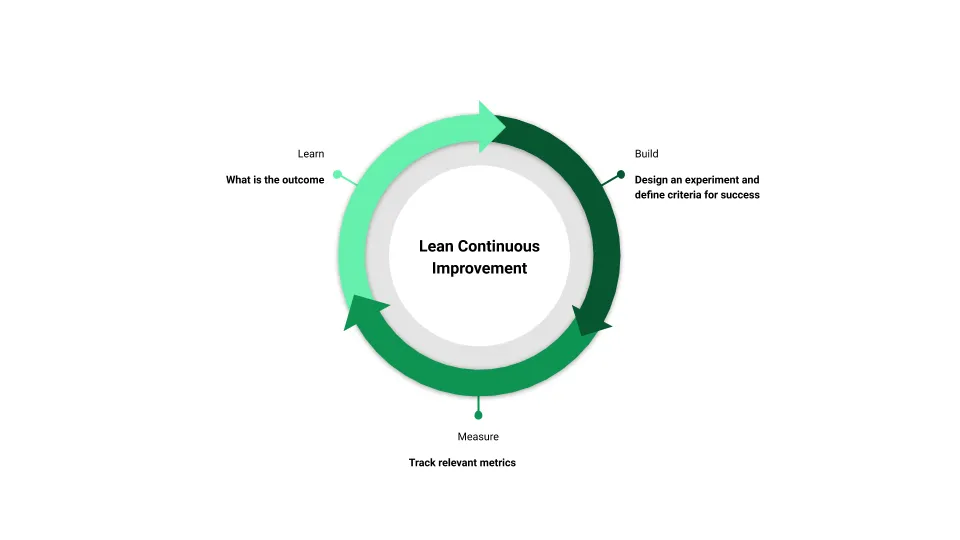 Learn
What is the outcome
Build
Design an experiment and
define criteria for success
Lean Continuous
Improvement
Measure
Track relevant metrics